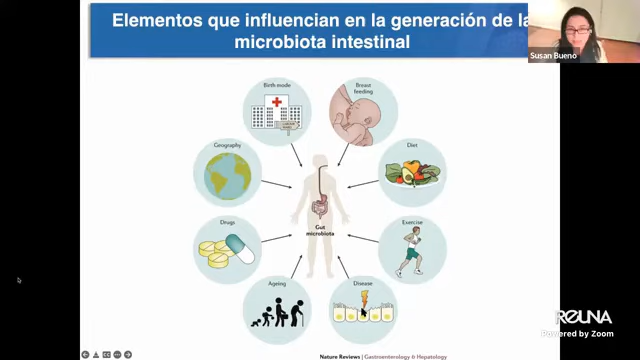 Elementos que influencian en la generación de la
microbiota intestinal
Susan Bueno
Birth mode
Breast
feeding
Geography
Diet
Drugs
Gut
microbiota
Exercise
Ageing
Disease
REUNA
Powered by Zoom
Nature Reviews | Gastroenterology & Hepatology